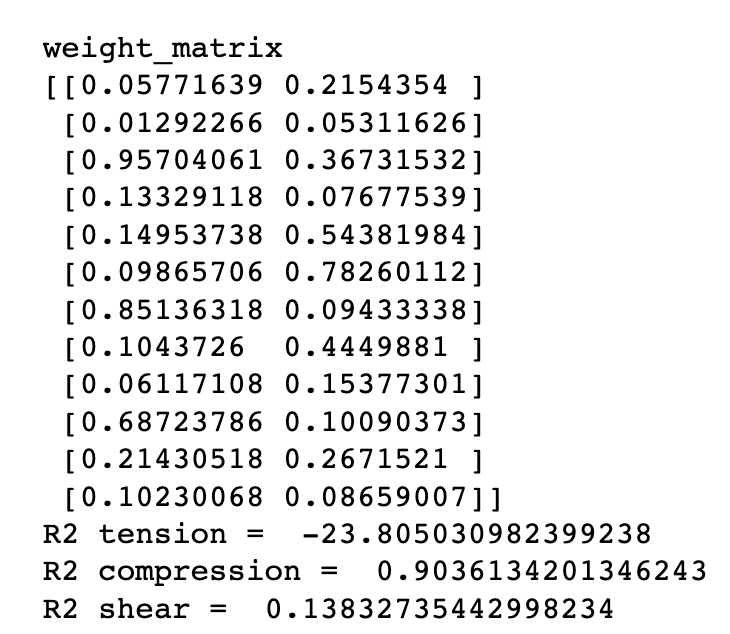 weight_matrix
[[0.05771639 0.2154354 ]
 [0.01292266 0.05311626]
 [0.95704061 0.36731532]
 [0.13329118 0.07677539]
 [0.14953738 0.54381984]
 [0.09865706 0.78260112]
 [0.85136318 0.09433338]
 [0.1043726  0.4449881 ]
 [0.06117108 0.15377301]
 [0.68723786 0.10090373]
 [0.21430518 0.2671521 ]
 [0.10230068 0.08659007]]
R2 tension =  -23.805030982399238
R2 compression =  0.9036134201346243
R2 shear =  0.13832735442998234